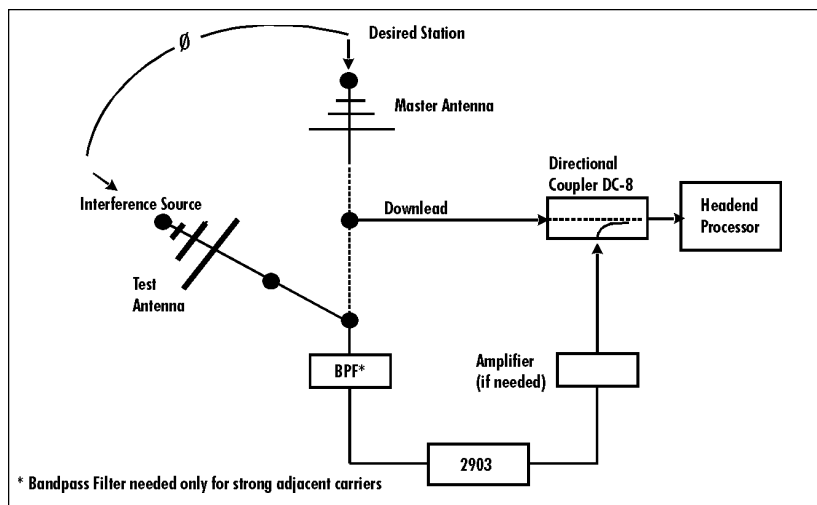 Ø
Desired Station
Master Antenna
Interference Source
Test
Antenna
Downlead
Directional
Coupler DC-8
Headend
Processor
BPF*
Amplifier
(if needed)
2903
* Bandpass Filter needed only for strong adjacent carriers